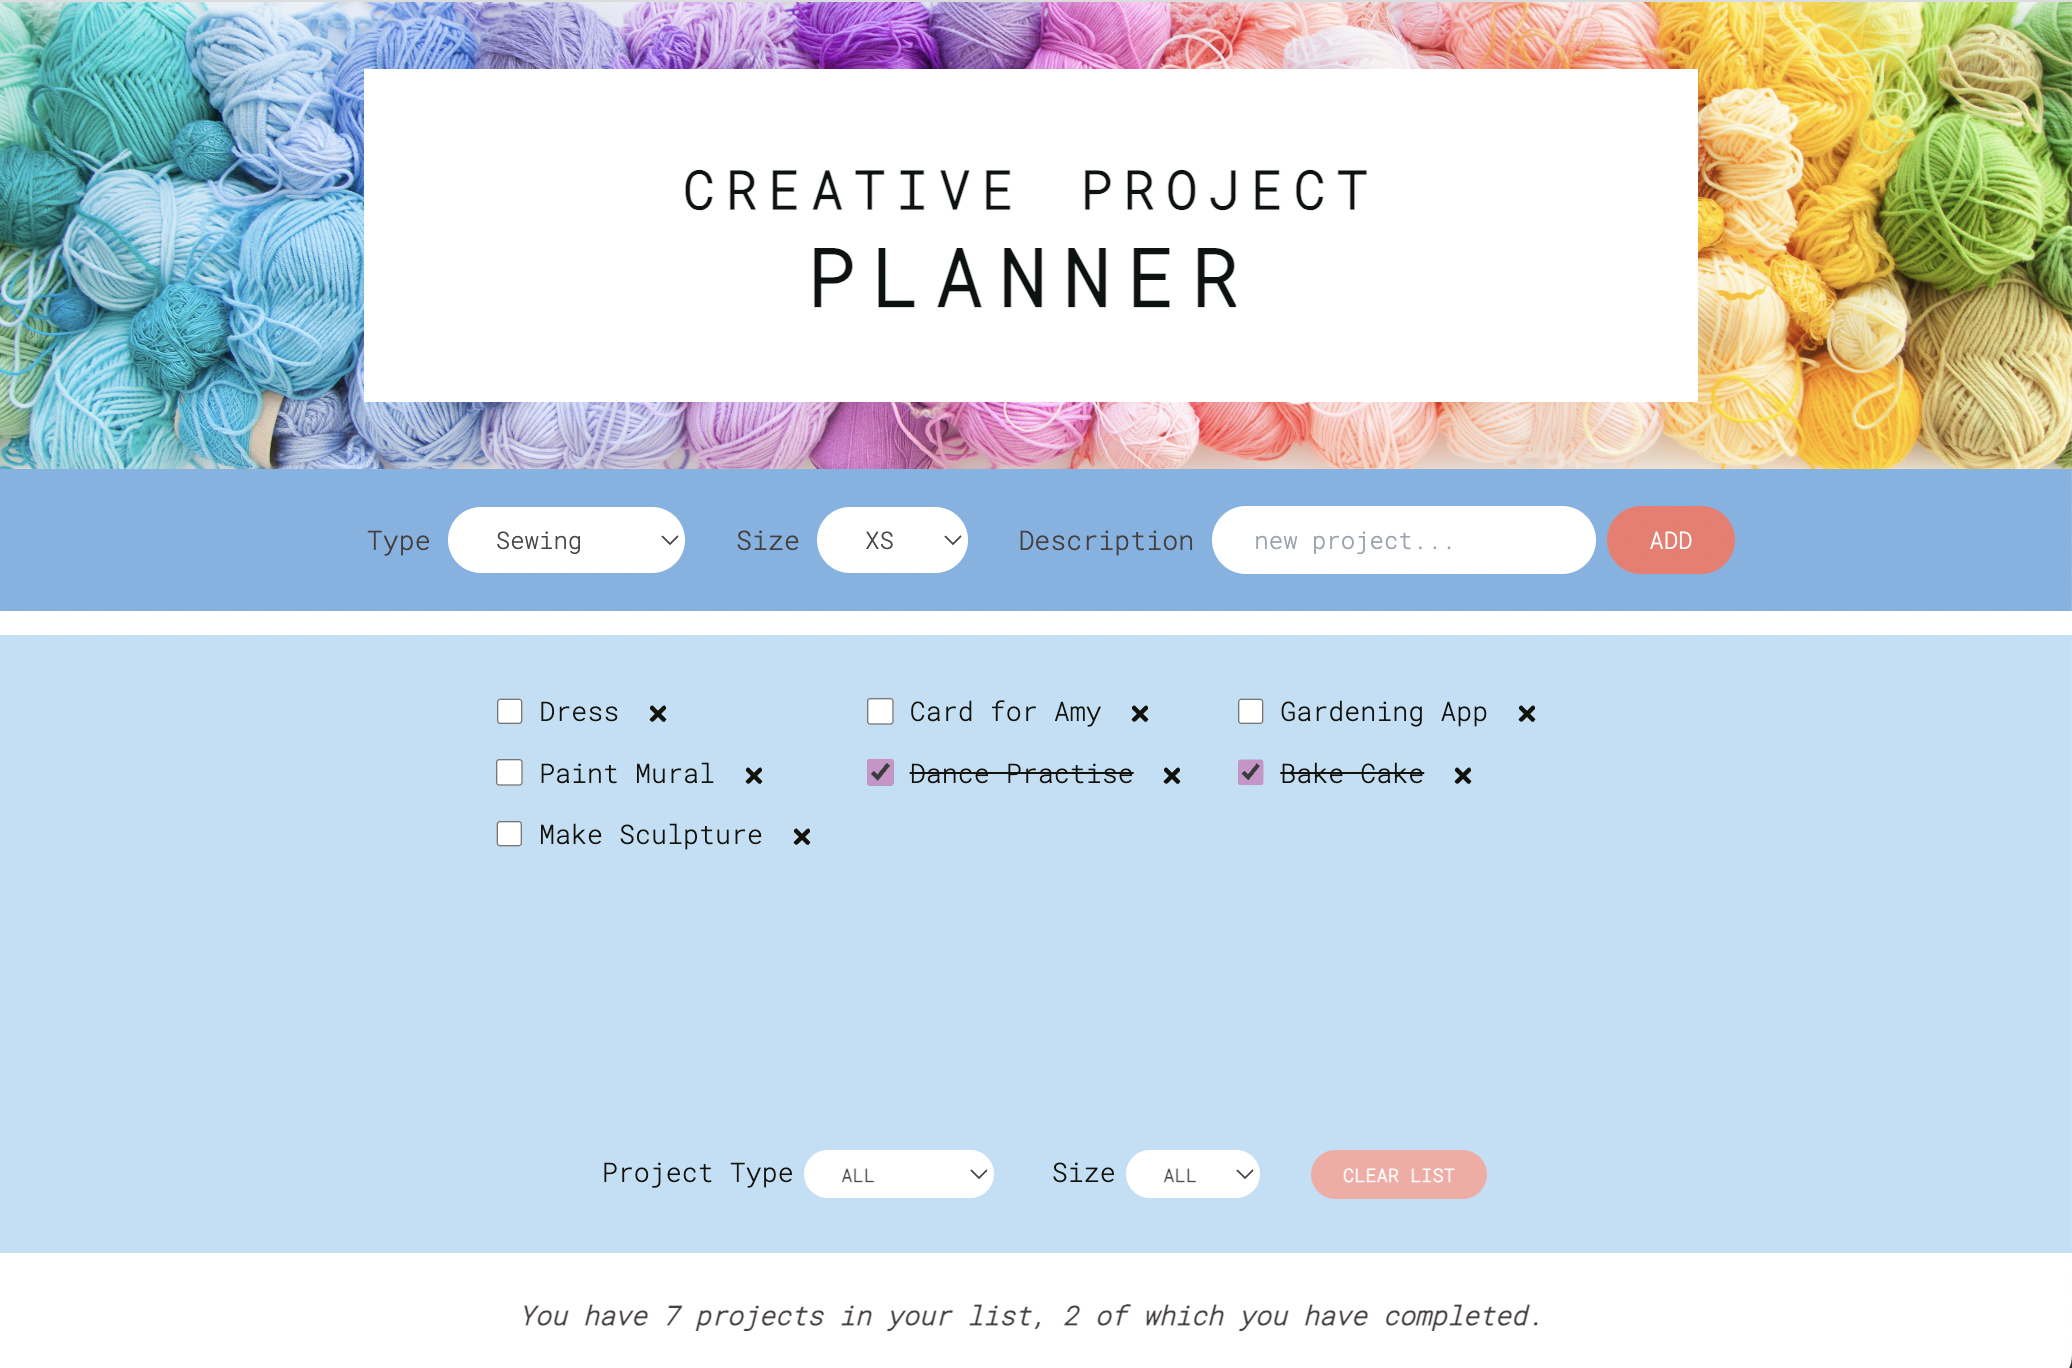 CREATIVE PROJECT
PLANNER
Type Sewing Size XS Description new project... ADD
Dress Card for Amy Gardening App
Paint Mural Dance Practise Bake Cake
Make Sculpture
Project Type ALL Size ALL CLEAR LIST
You have 7 projects in your list, 2 of which you have completed.